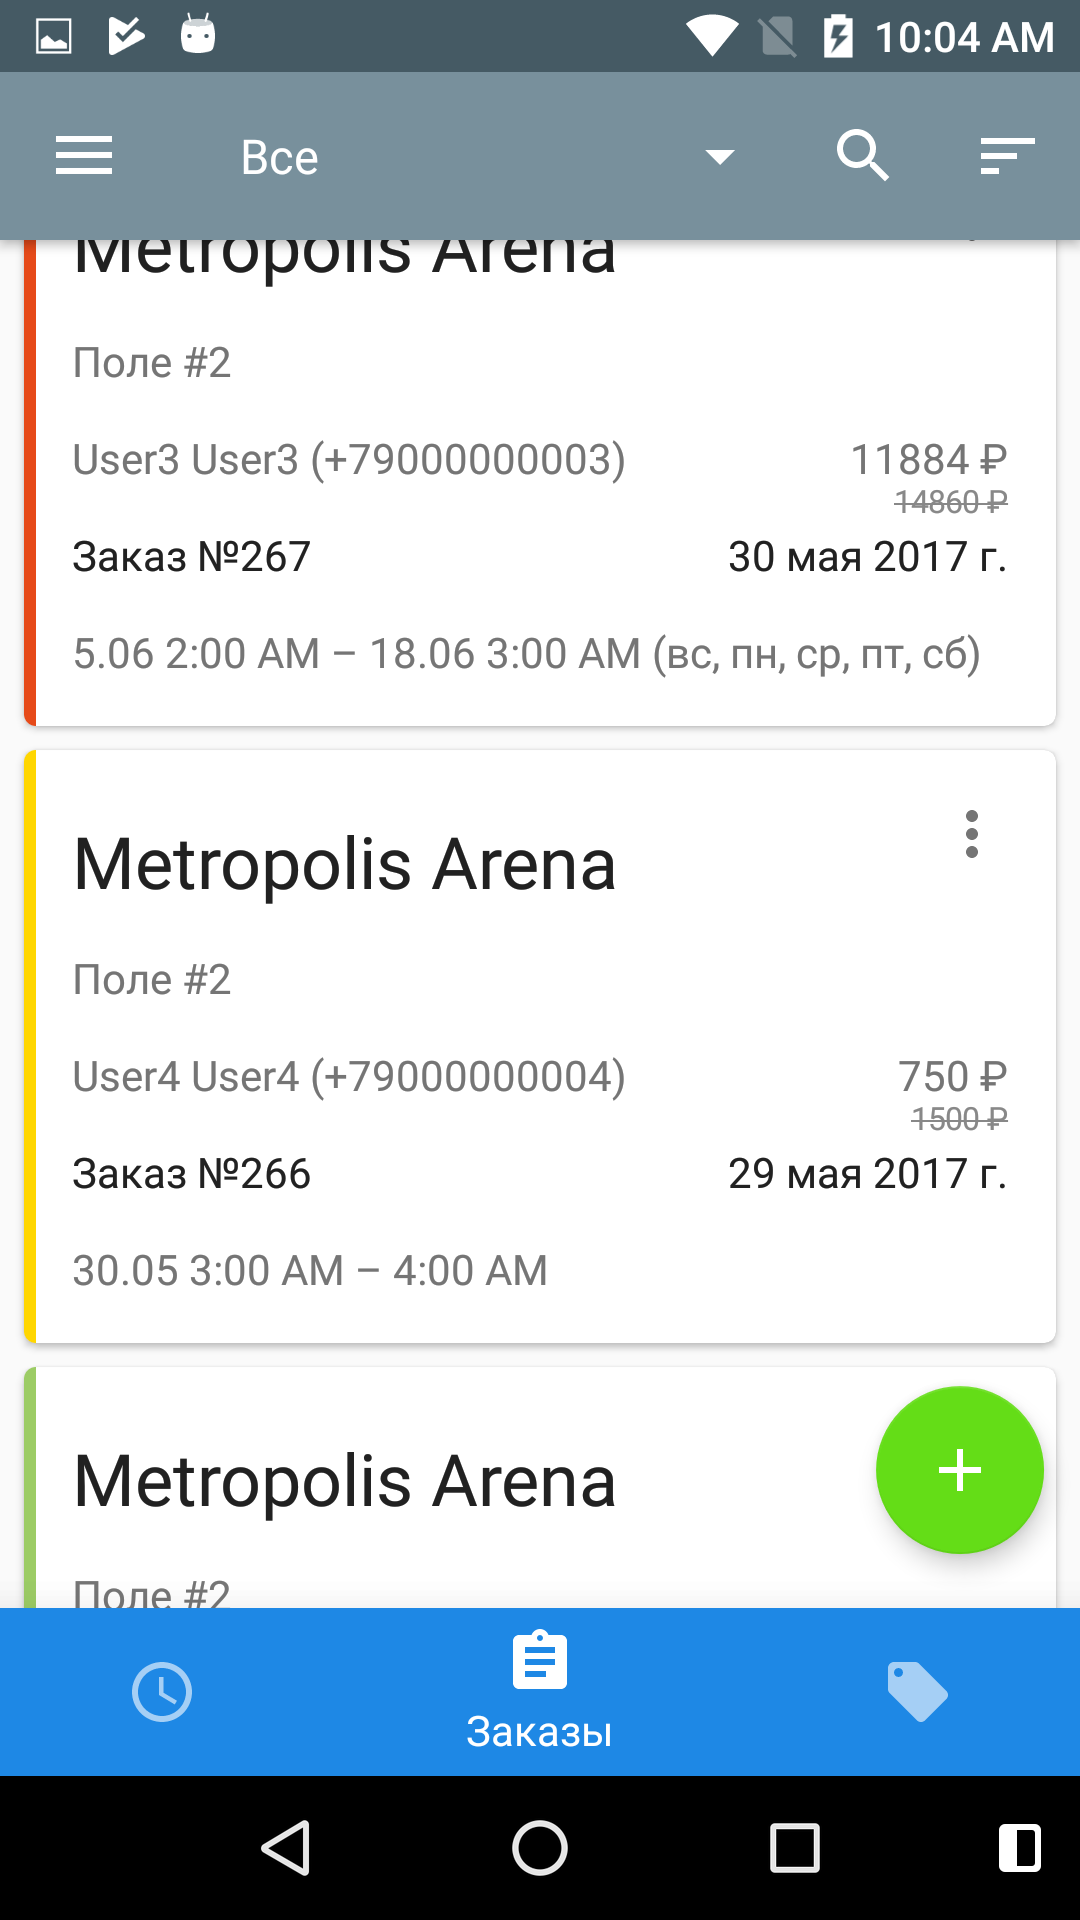 10:04 AM
Все
Metropolis Arena
Поле #2
User3 User3 (+79000000003) 11884 ₽
14860 ₽
Заказ №267 30 мая 2017 г.
5.06 2:00 AM – 18.06 3:00 AM (вс, пн, ср, пт, сб)
Metropolis Arena
Поле #2
User4 User4 (+79000000004) 750 ₽
1500 ₽
Заказ №266 29 мая 2017 г.
30.05 3:00 AM – 4:00 AM
Metropolis Arena
Поле #2
Заказы